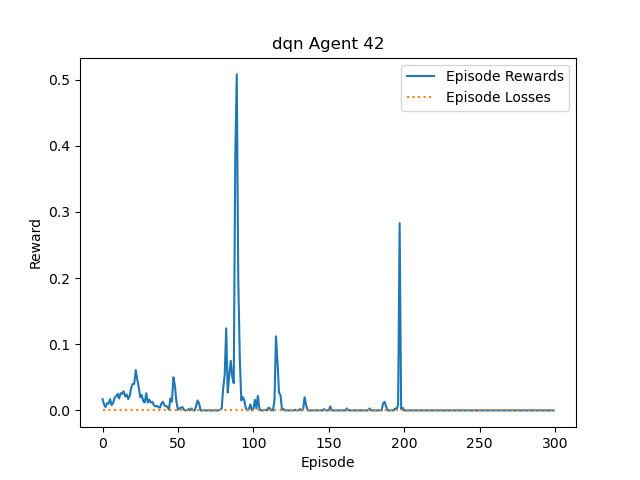 dqn Agent 42
Episode Rewards
Episode Losses
0.5
0.4
0.3
0.2
0.1
0.0
Reward
0 50 100 150 200 250 300
Episode